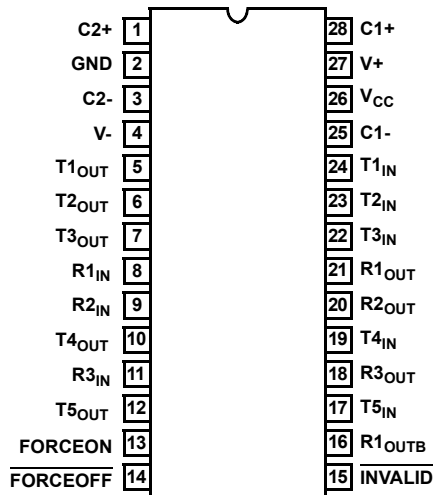 C2+ 1 28 C1+
GND 2 27 V+
C2- 3 26 VCC
V- 4 25 C1-
T1OUT 5 24 T1IN
T2OUT 6 23 T2IN
T3OUT 7 22 T3IN
R1IN 8 21 R1OUT
R2IN 9 20 R2OUT
T4OUT 10 19 T4IN
R3IN 11 18 R3OUT
T5OUT 12 17 T5IN
FORCEON 13 16 R1OUTB
FORCEOFF 14 15 INVALID